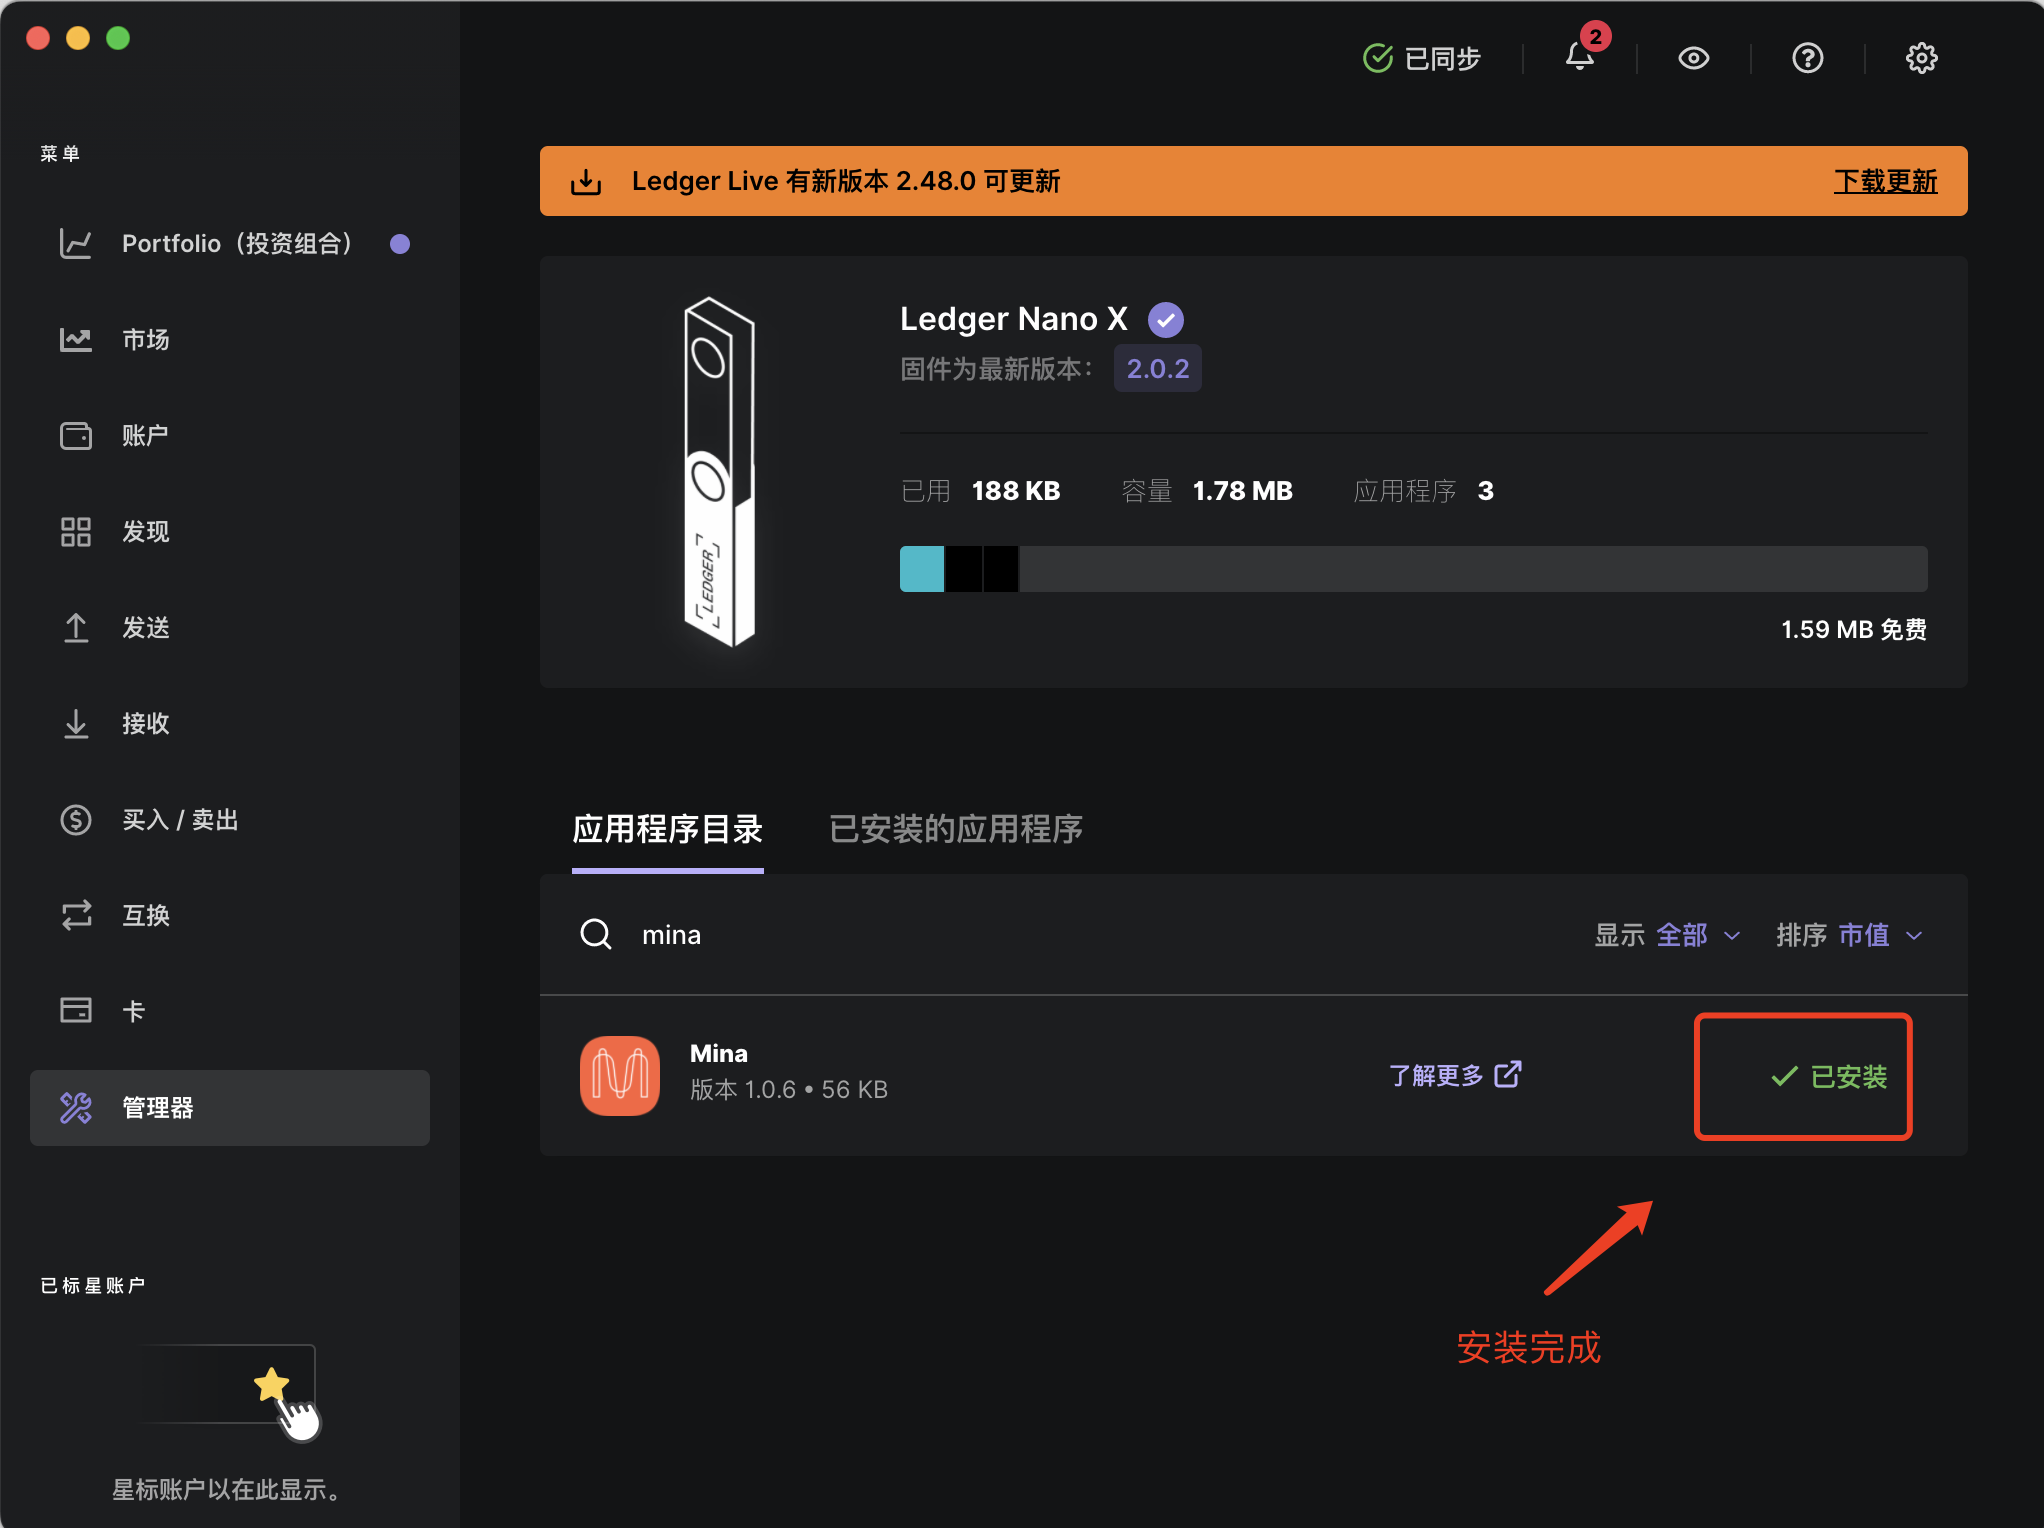 已同步
2
菜单
Portfolio（投资组合）
市场
账户
发现
发送
接收
买入 / 卖出
互换
卡
管理器
已标星账户
星标账户以在此显示。
Ledger Live 有新版本 2.48.0 可更新
下载更新
LEDGER
Ledger Nano X
固件为最新版本： 2.0.2
已用 188 KB 容量 1.78 MB 应用程序 3
1.59 MB 免费
应用程序目录 已安装的应用程序
mina 显示 全部 排序 市值
Mina
版本 1.0.6 • 56 KB
了解更多
已安装
安装完成